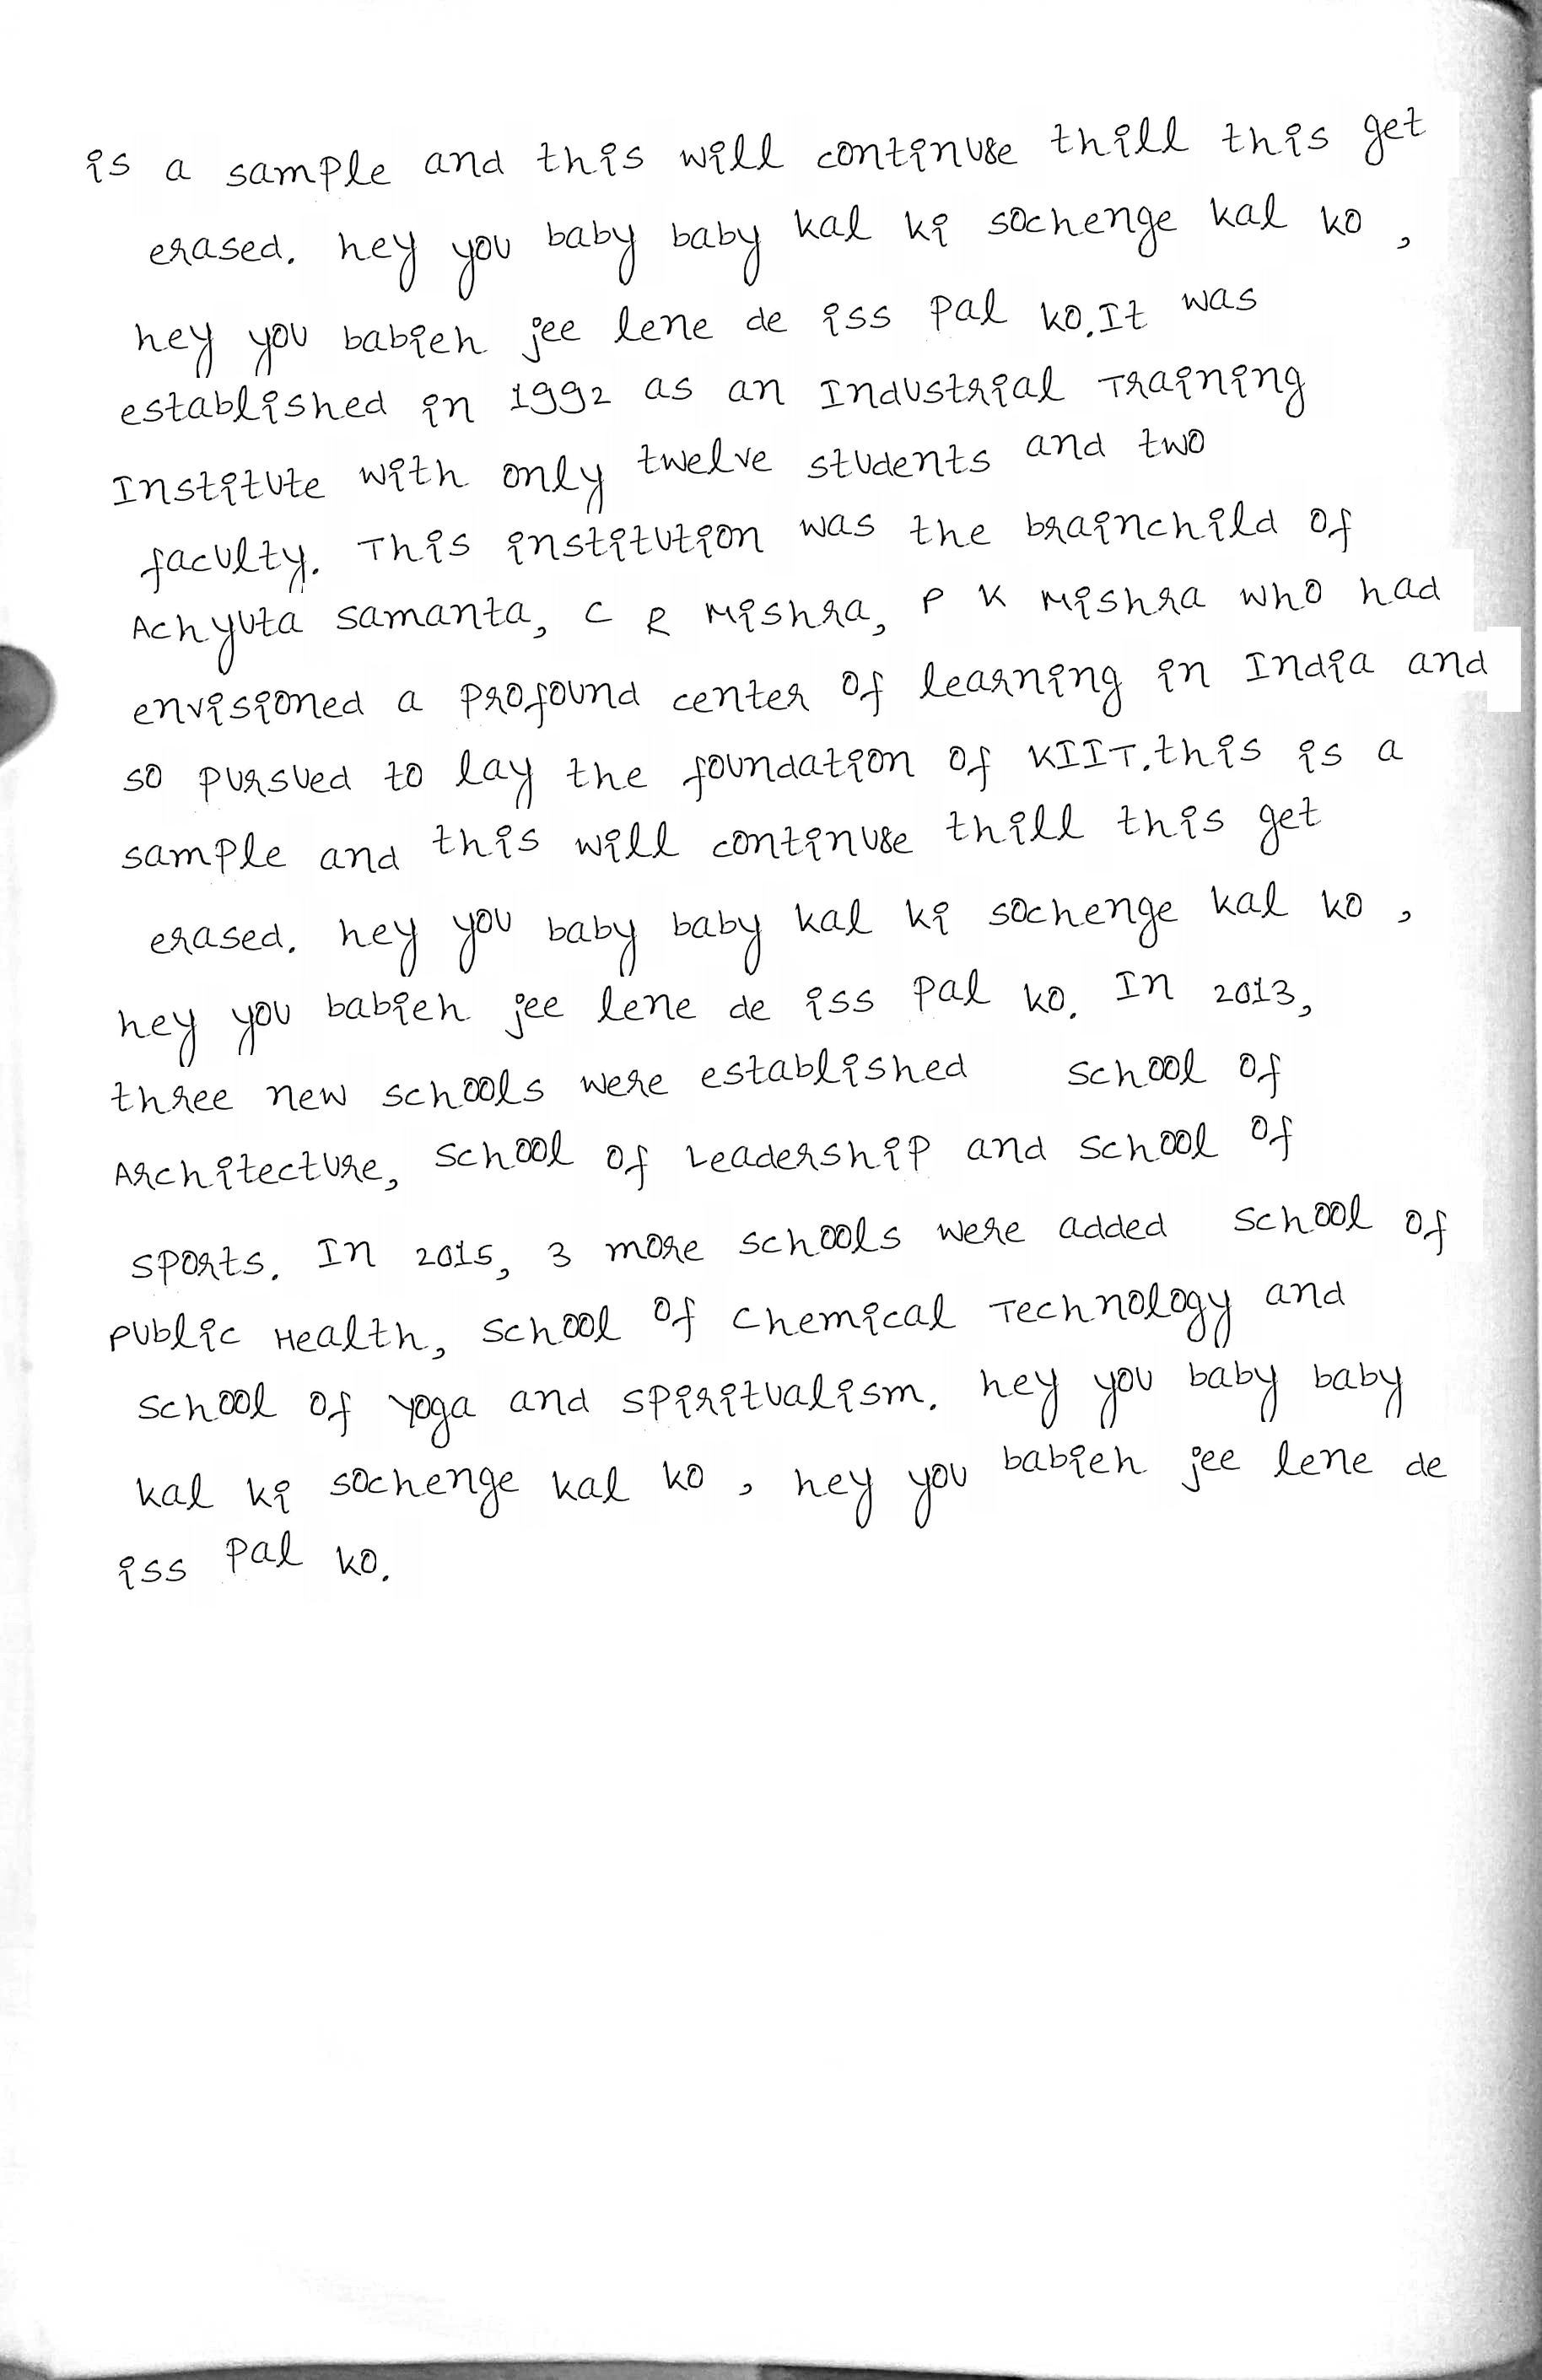 is a sample and this will continu8e thill this get
erased. hey you baby baby kal ki sochenge kal ko ,
hey you babieh jee lene de iss pal ko.It was
established in 1992 as an Industrial Training
Institute with only twelve students and two
faculty. This institution was the brainchild of
Achyuta Samanta, C R Mishra, P K Mishra who had
envisioned a profound center of learning in India and
so pursued to lay the foundation of KIIT.this is a
sample and this will continu8e thill this get
erased. hey you baby baby kal ki sochenge kal ko ,
hey you babieh jee lene de iss pal ko. In 2013,
three new schools were established School of
Architecture, School of Leadership and School of
Sports. In 2015, 3 more schools were added School of
Public Health, School of Chemical Technology and
School of Yoga and Spiritualism. hey you baby baby
kal ki sochenge kal ko , hey you babieh jee lene de
iss pal ko.